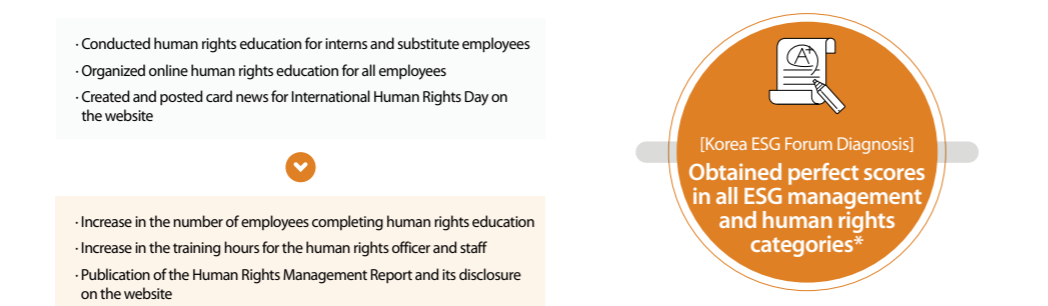 · Conducted human rights education for interns and substitute employees
· Organized online human rights education for all employees
· Created and posted card news for International Human Rights Day on
the website
· Increase in the number of employees completing human rights education
· Increase in the training hours for the human rights officer and staff
· Publication of the Human Rights Management Report and its disclosure
on the website
A+
[Korea ESG Forum Diagnosis]
Obtained perfect scores
in all ESG management
and human rights
categories*